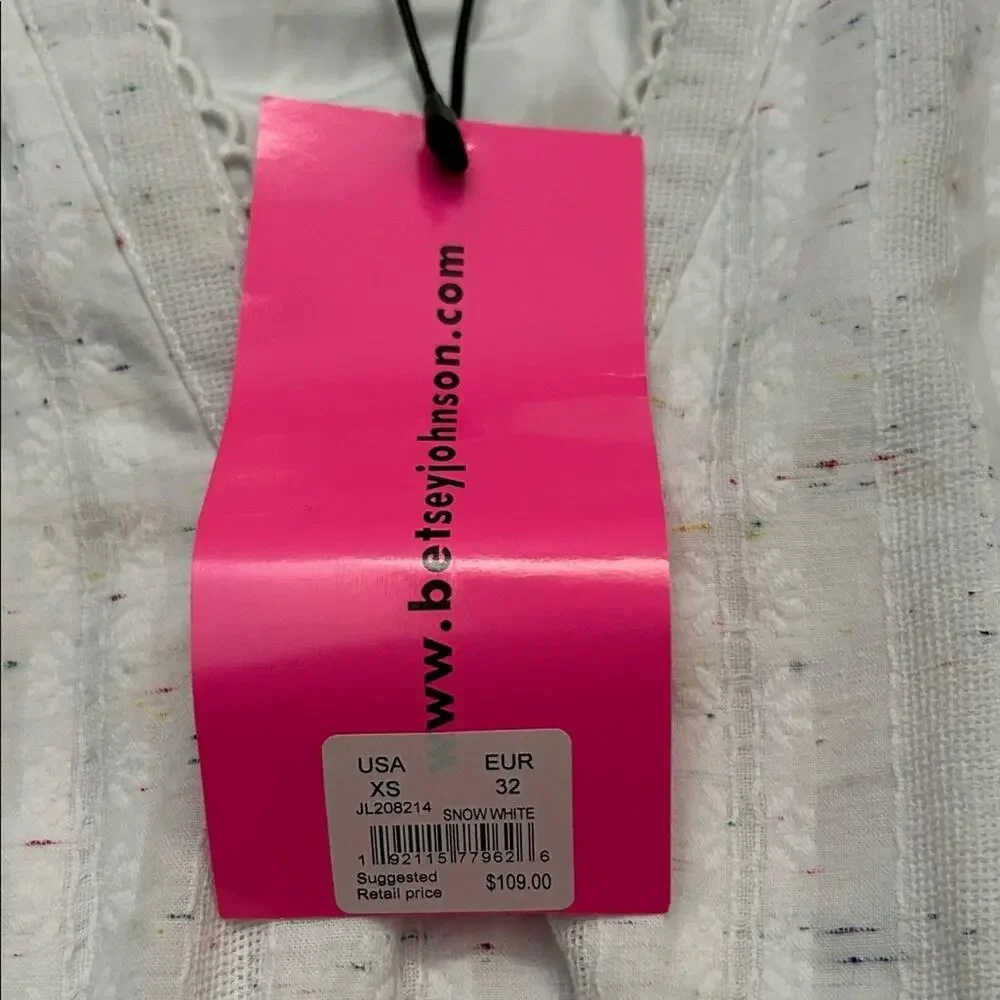 www.betseyjohnson.com
USA EUR
XS 32
JL208214 SNOW WHITE
1 92115 77962 6
Suggested
Retail price $109.00